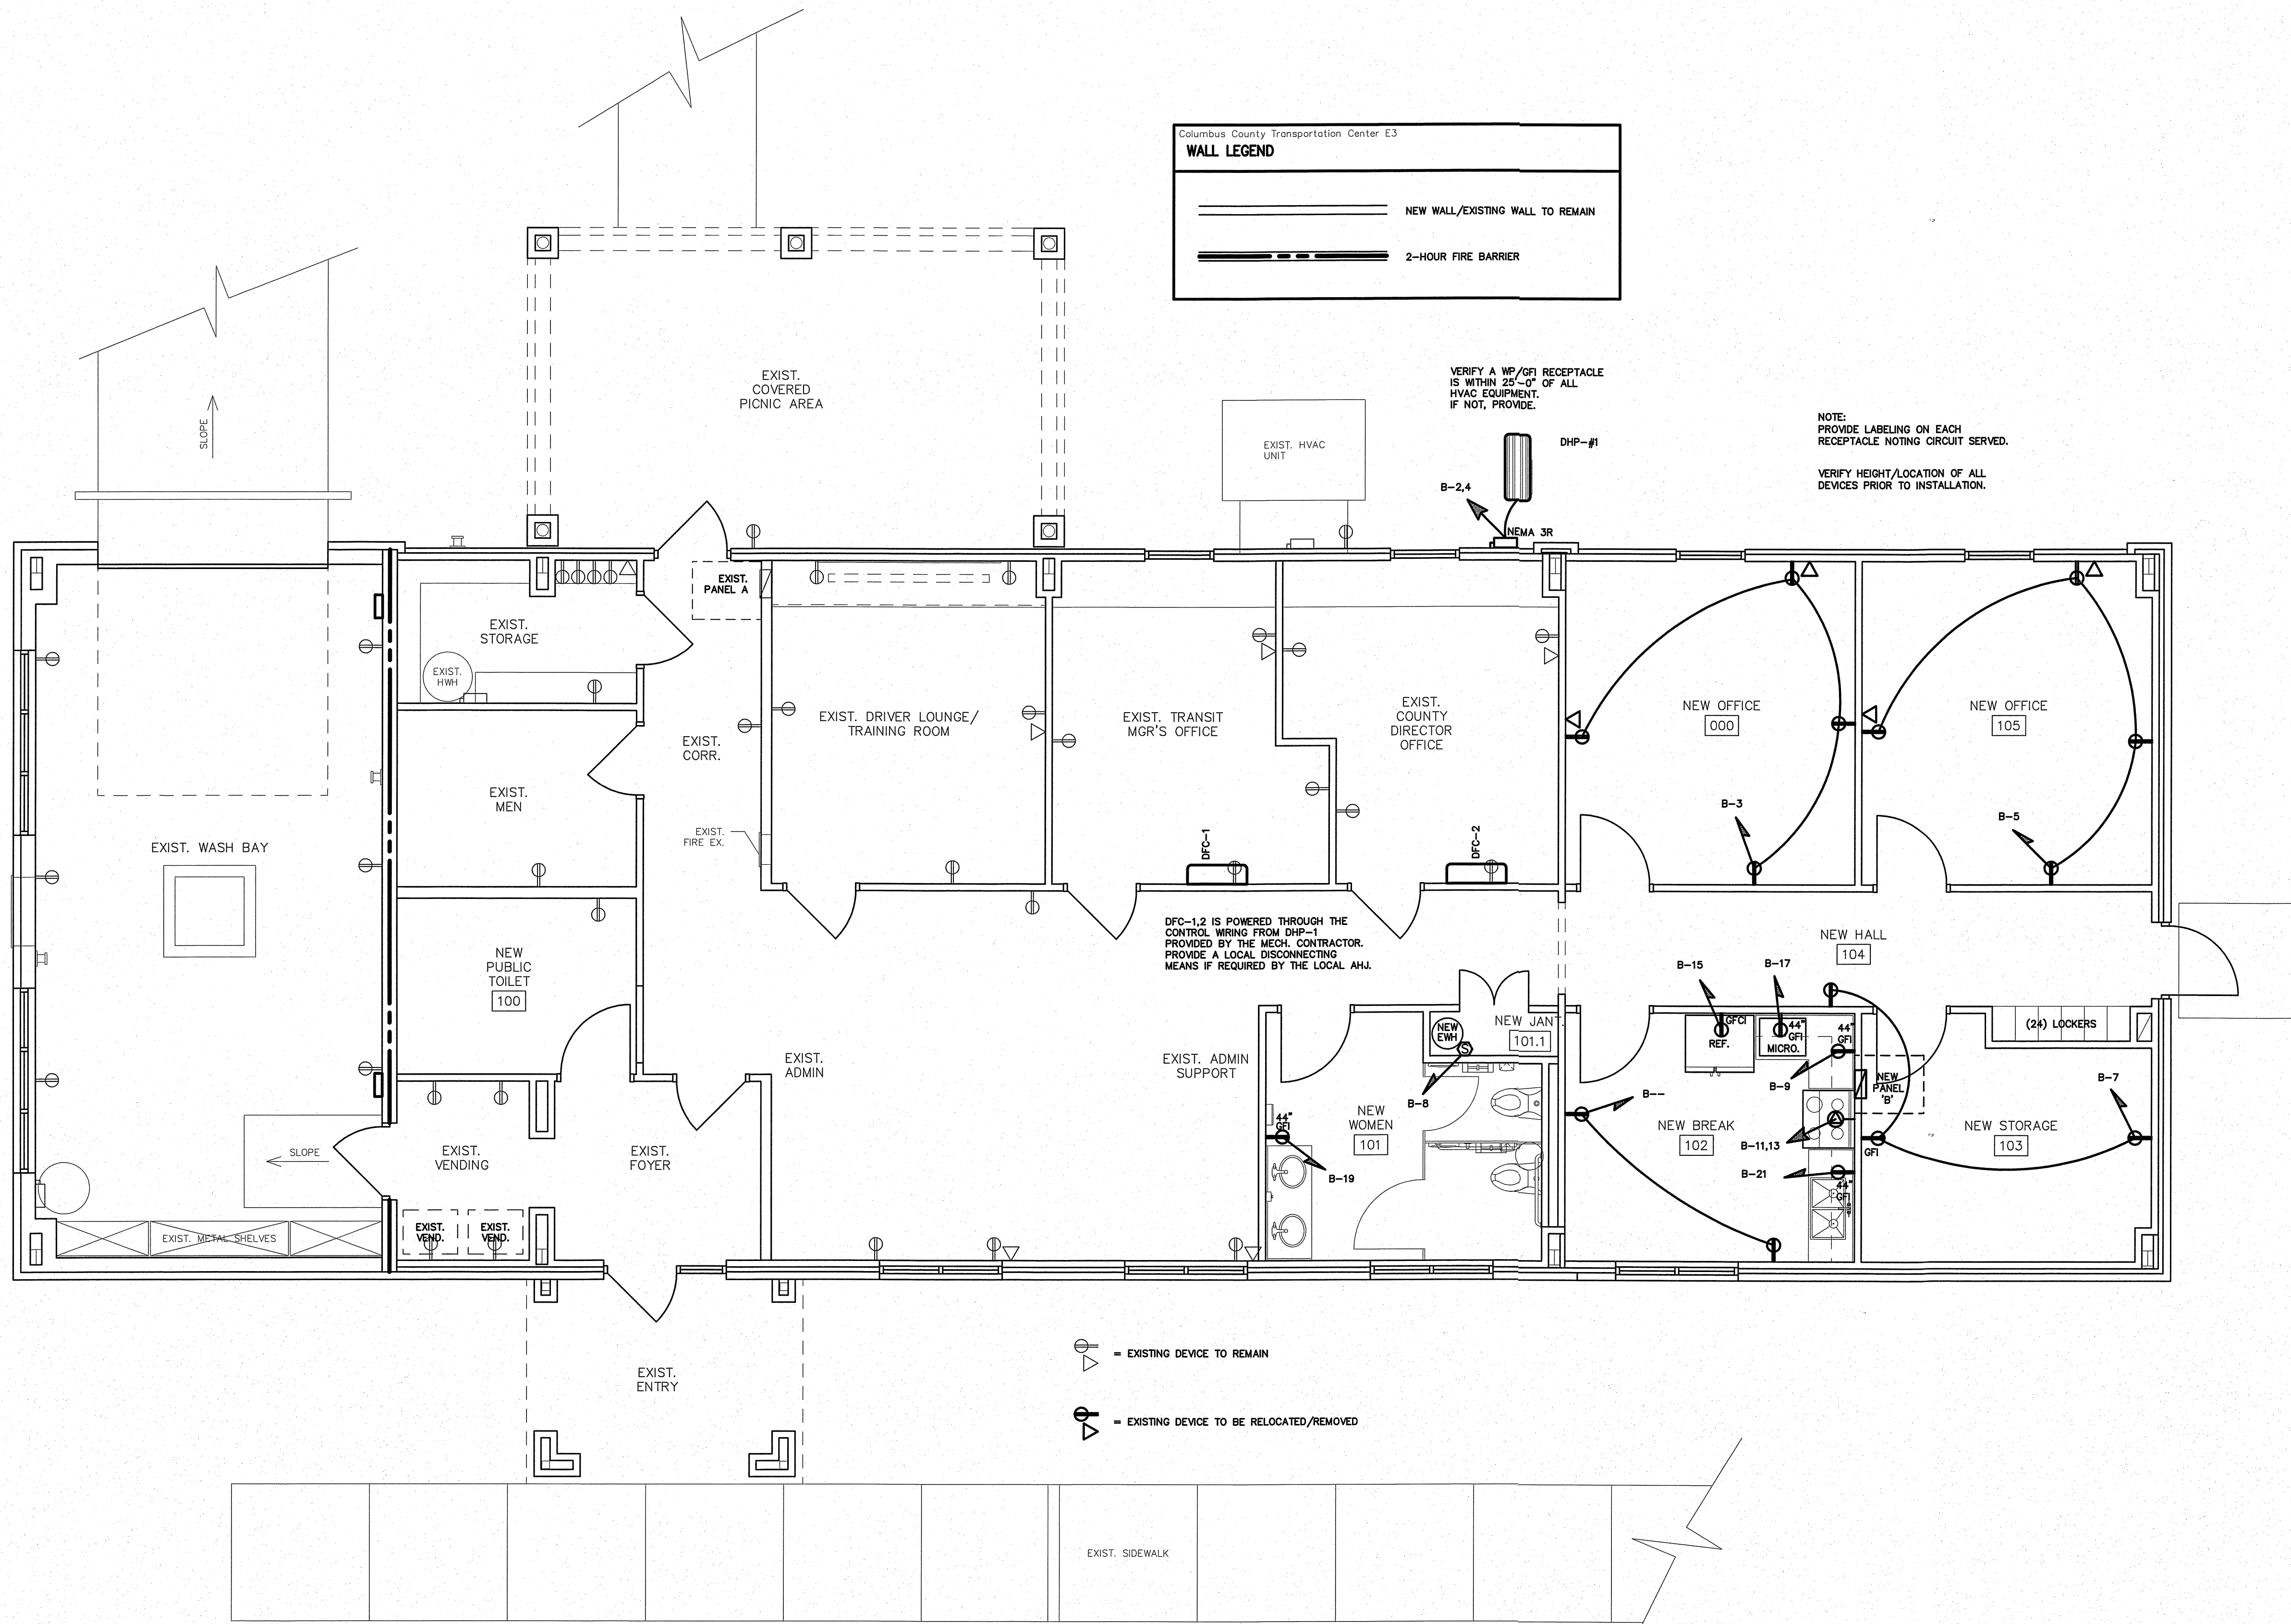 Columbus County Transportation Center E3
WALL LEGEND
NEW WALL/EXISTING WALL TO REMAIN
2-HOUR FIRE BARRIER
VERIFY A WP/GFI RECEPTACLE
IS WITHIN 25'-0" OF ALL
HVAC EQUIPMENT.
IF NOT, PROVIDE.
NOTE:
PROVIDE LABELING ON EACH
RECEPTACLE NOTING CIRCUIT SERVED.
VERIFY HEIGHT/LOCATION OF ALL
DEVICES PRIOR TO INSTALLATION.
EXIST.
COVERED
PICNIC AREA
SLOPE
EXIST. HVAC
UNIT
DHP-#1
B-2,4
NEMA 3R
EXIST.
PANEL A
EXIST.
STORAGE
EXIST.
HWH
EXIST.
MEN
EXIST.
CORR.
EXIST.
FIRE EX.
EXIST. DRIVER LOUNGE/
TRAINING ROOM
EXIST. TRANSIT
MGR'S OFFICE
EXIST.
COUNTY
DIRECTOR
OFFICE
NEW OFFICE
000
NEW OFFICE
105
B-3
B-5
DFC-1
DFC-2
EXIST. WASH BAY
DFC-1,2 IS POWERED THROUGH THE
CONTROL WIRING FROM DHP-1
PROVIDED BY THE MECH. CONTRACTOR.
PROVIDE A LOCAL DISCONNECTING
MEANS IF REQUIRED BY THE LOCAL AHJ.
NEW HALL
104
NEW
PUBLIC
TOILET
100
B-15
B-17
NEW
EWH
S
NEW JANT.
101.1
GFCI
REF.
44"
GFI
MICRO.
44"
GFI
(24) LOCKERS
EXIST.
ADMIN
EXIST. ADMIN
SUPPORT
B-8
B-9
B--
NEW
PANEL
'B'
B-7
44"
GFI
NEW
WOMEN
101
NEW BREAK
102
B-11,13
GFI
NEW STORAGE
103
B-19
B-21
44"
GFI
SLOPE
EXIST.
VENDING
EXIST.
FOYER
EXIST.
VEND.
EXIST.
VEND.
EXIST. METAL SHELVES
= EXISTING DEVICE TO REMAIN
EXIST.
ENTRY
= EXISTING DEVICE TO BE RELOCATED/REMOVED
EXIST. SIDEWALK